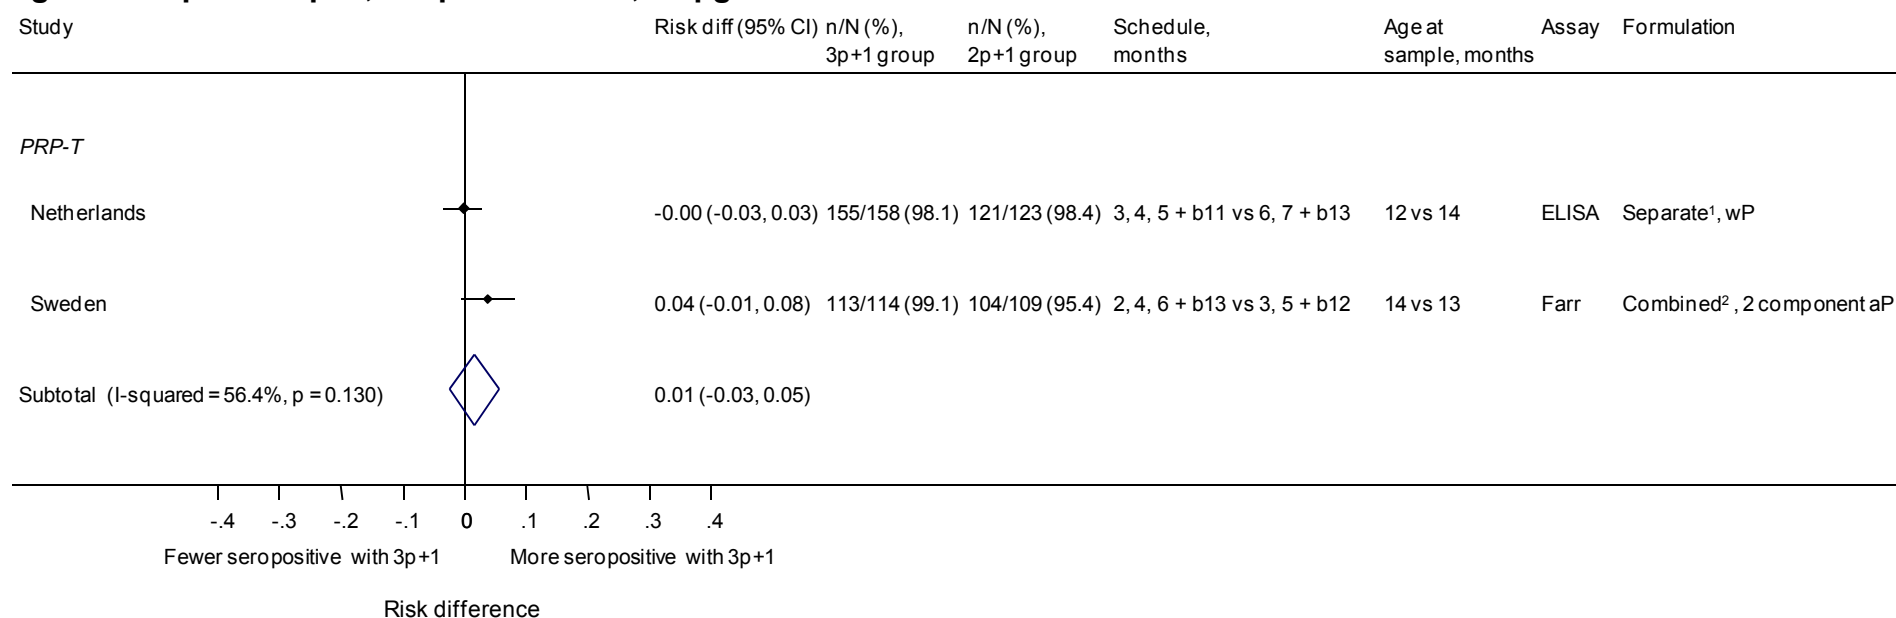 Study Risk diff (95% CI) n/N (%), n/N (%), Schedule, Age at Assay Formulation
3p+1 group 2p+1 group months sample, months
PRP-T
Netherlands -0.00 (-0.03, 0.03) 155/158 (98.1) 121/123 (98.4) 3, 4, 5 + b11 vs 6, 7 + b13 12 vs 14 ELISA Separate¹, wP
Sweden 0.04 (-0.01, 0.08) 113/114 (99.1) 104/109 (95.4) 2, 4, 6 + b13 vs 3, 5 + b12 14 vs 13 Farr Combined², 2 component aP
Subtotal (I-squared = 56.4%, p = 0.130) 0.01 (-0.03, 0.05)
-.4 -.3 -.2 -.1 0 .1 .2 .3 .4
Fewer seropositive with 3p+1 More seropositive with 3p+1
Risk difference